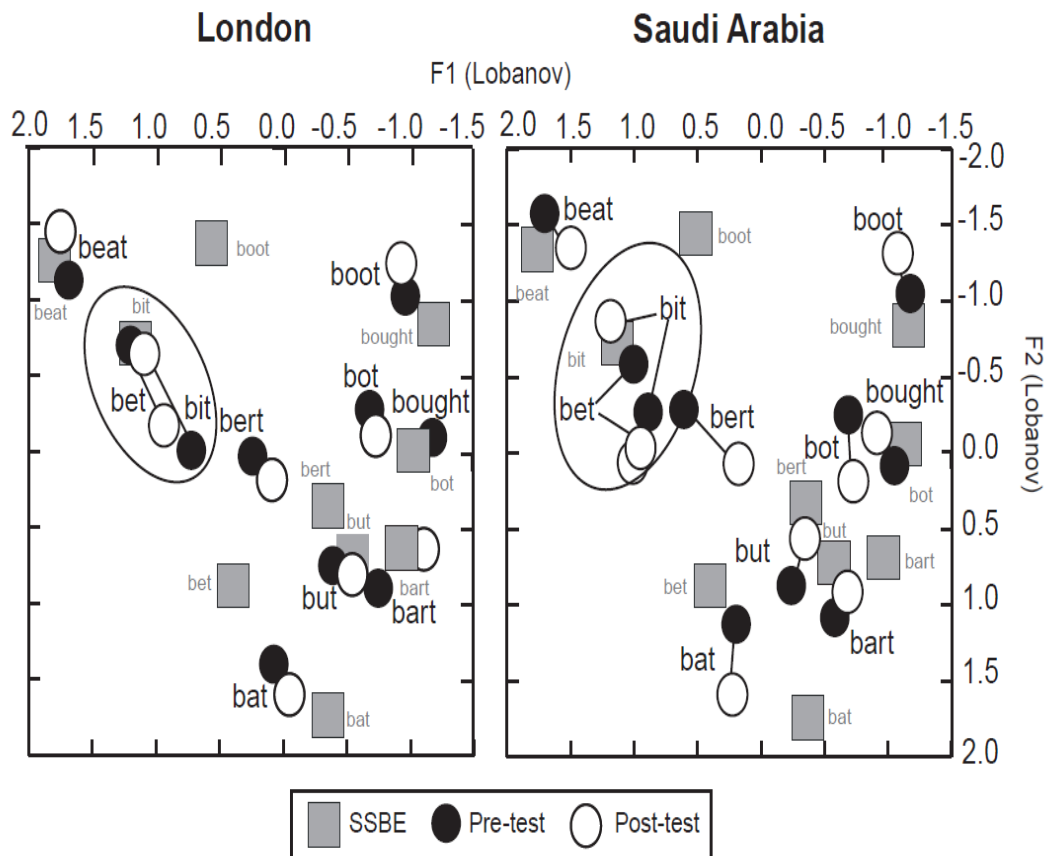 London Saudi Arabia
F1 (Lobanov)
2.0 1.5 1.0 0.5 0.0 -0.5 -1.0 -1.5
2.0 1.5 1.0 0.5 0.0 -0.5 -1.0 -1.5
-2.0
-1.5
-1.0
-0.5
0.0
0.5
1.0
1.5
2.0
F2 (Lobanov)
beat
beat
boot
boot
bit
bought
bet
bit
bert
bot
bought
bot
bert
but
bet
but
bart
bart
bat
bat
beat
beat
boot
boot
bit
bit
bought
bet
bert
bot
bot
bert
but
but
bart
bet
bart
bat
bat
SSBE Pre-test Post-test